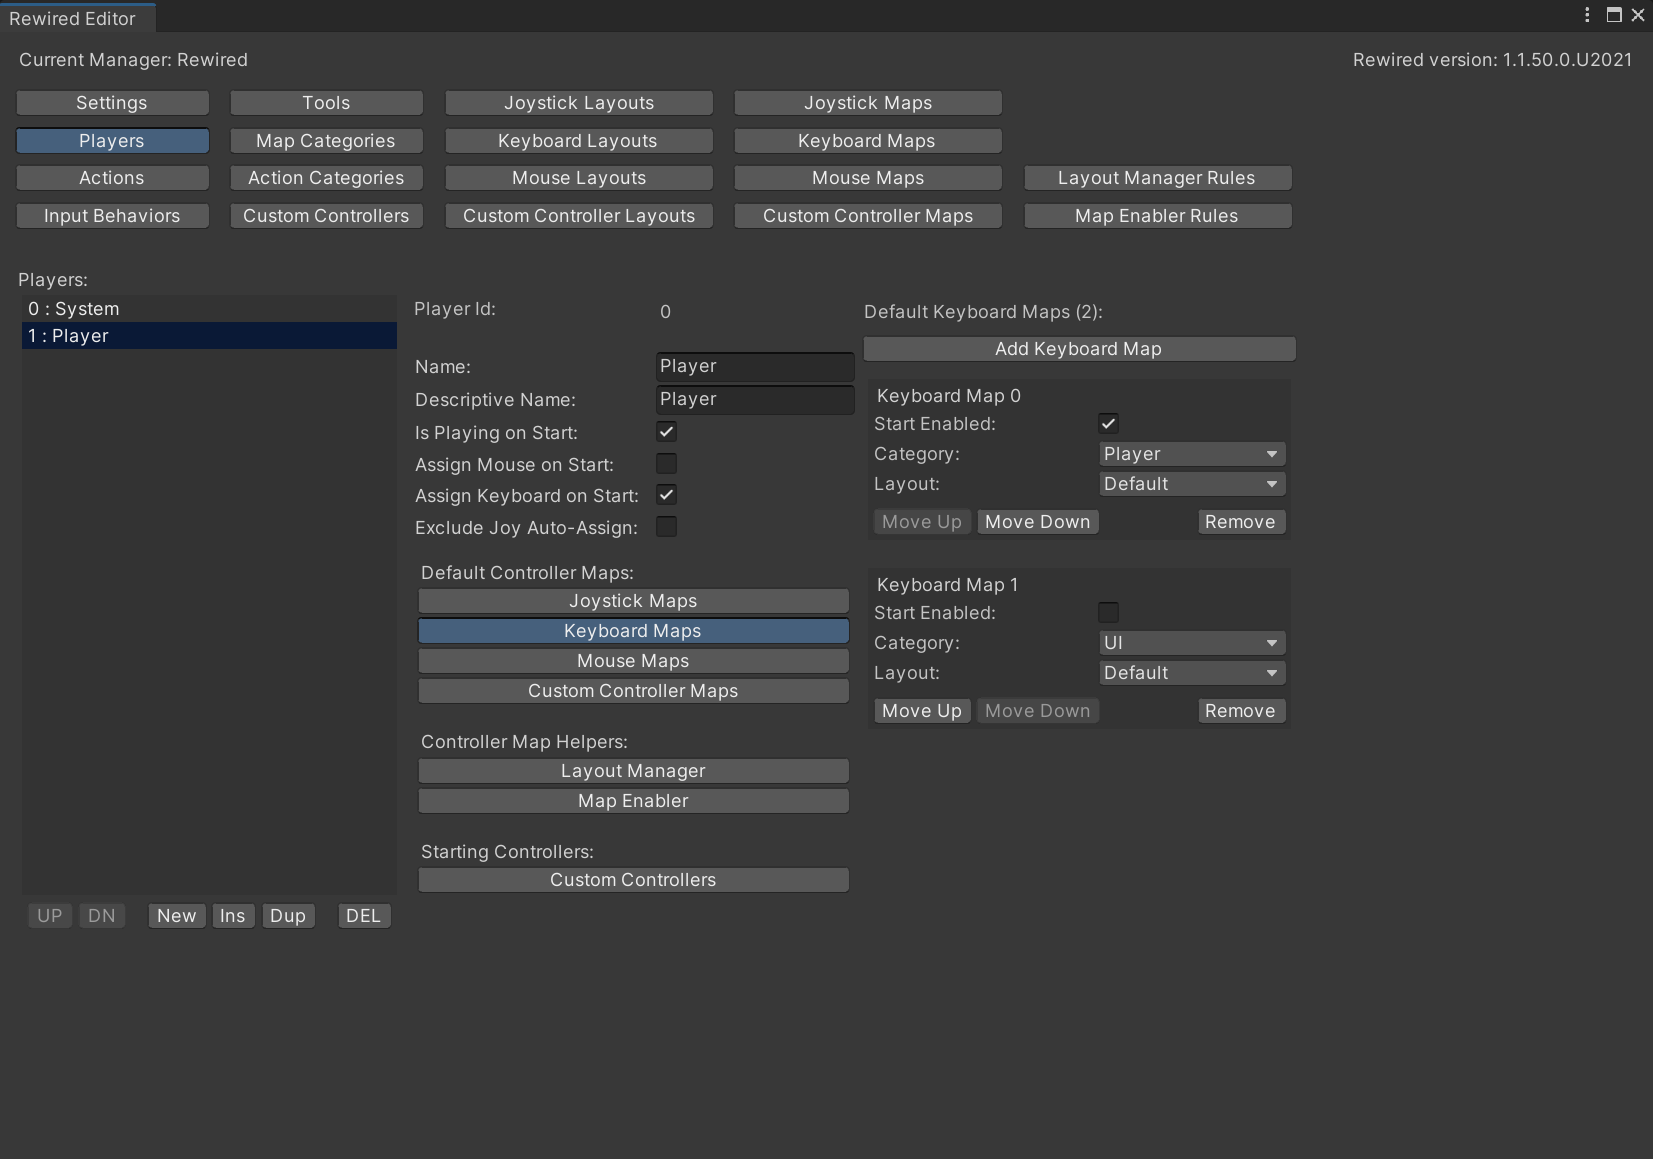 Rewired Editor
Current Manager: Rewired
Rewired version: 1.1.50.0.U2021
Settings Tools Joystick Layouts Joystick Maps
Players Map Categories Keyboard Layouts Keyboard Maps
Actions Action Categories Mouse Layouts Mouse Maps Layout Manager Rules
Input Behaviors Custom Controllers Custom Controller Layouts Custom Controller Maps Map Enabler Rules
Players:
0 : System
1 : Player
UP DN New Ins Dup DEL
Player Id: 0
Name: Player
Descriptive Name: Player
Is Playing on Start:
Assign Mouse on Start:
Assign Keyboard on Start:
Exclude Joy Auto-Assign:
Default Controller Maps:
Joystick Maps
Keyboard Maps
Mouse Maps
Custom Controller Maps
Controller Map Helpers:
Layout Manager
Map Enabler
Starting Controllers:
Custom Controllers
Default Keyboard Maps (2):
Add Keyboard Map
Keyboard Map 0
Start Enabled:
Category: Player
Layout: Default
Move Up Move Down Remove
Keyboard Map 1
Start Enabled:
Category: UI
Layout: Default
Move Up Move Down Remove